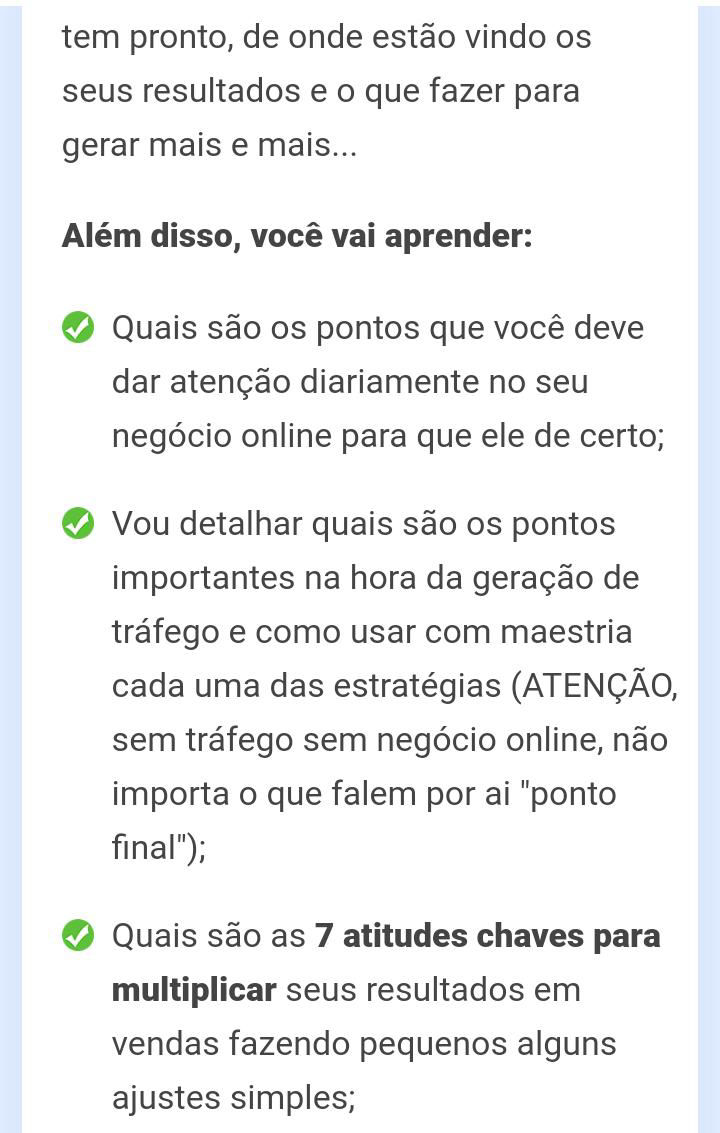 tem pronto, de onde estão vindo os
seus resultados e o que fazer para
gerar mais e mais...
Além disso, você vai aprender:
Quais são os pontos que você deve
dar atenção diariamente no seu
negócio online para que ele de certo;
Vou detalhar quais são os pontos
importantes na hora da geração de
tráfego e como usar com maestria
cada uma das estratégias (ATENÇÃO,
sem tráfego sem negócio online, não
importa o que falem por ai "ponto
final");
Quais são as 7 atitudes chaves para
multiplicar seus resultados em
vendas fazendo pequenos alguns
ajustes simples;